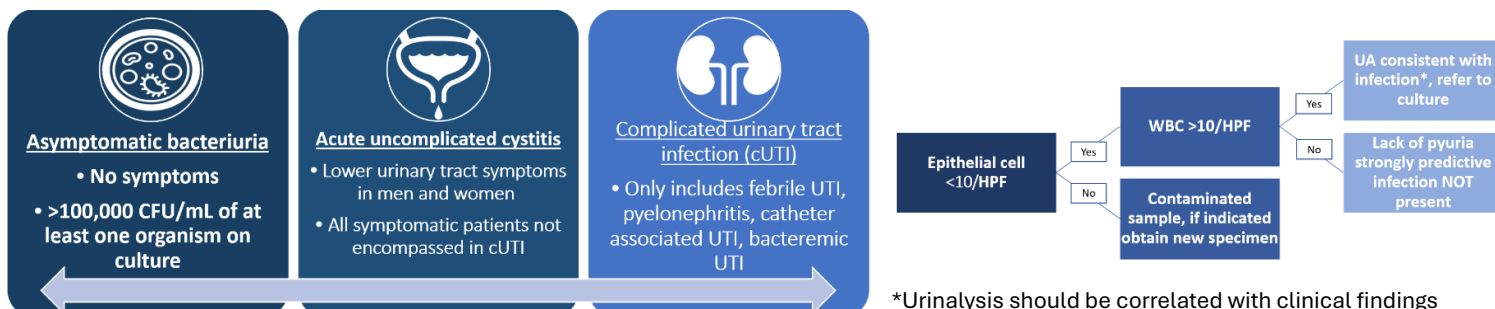 Asymptomatic bacteriuria
• No symptoms
• >100,000 CFU/mL of at
least one organism on
culture
Acute uncomplicated cystitis
• Lower urinary tract symptoms
in men and women
• All symptomatic patients not
encompassed in cUTI
Complicated urinary tract
infection (cUTI)
• Only includes febrile UTI,
pyelonephritis, catheter
associated UTI, bacteremic
UTI
Epithelial cell
<10/HPF
Yes
No
WBC >10/HPF
Contaminated
sample, if indicated
obtain new specimen
Yes
No
UA consistent with
infection*, refer to
culture
Lack of pyuria
strongly predictive
infection NOT
present
*Urinalysis should be correlated with clinical findings